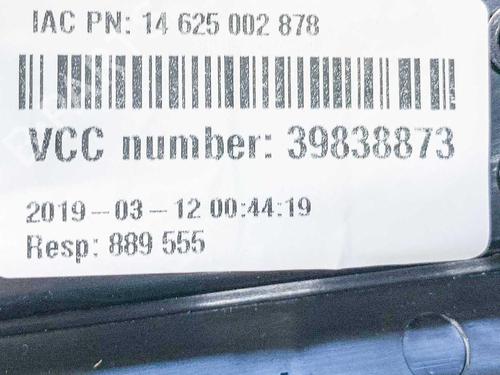 IAC PN: 14 625 002 878
VCC number: 39838873
2019-03-12 00:44:19
Resp: 889 555